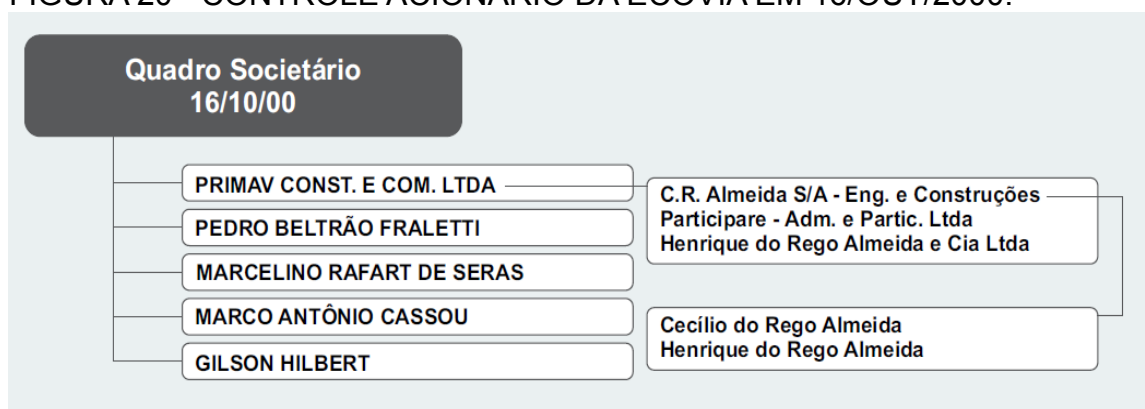 FIGURA 20 - CONTROLE ACIONÁRIO DA ECOVIA EM 16/OUT/2000.
Quadro Societário
16/10/00
PRIMAV CONST. E COM. LTDA
PEDRO BELTRÃO FRALETTI
MARCELINO RAFART DE SERAS
MARCO ANTÔNIO CASSOU
GILSON HILBERT
C.R. Almeida S/A - Eng. e Construções
Participare - Adm. e Partic. Ltda
Henrique do Rego Almeida e Cia Ltda
Cecílio do Rego Almeida
Henrique do Rego Almeida